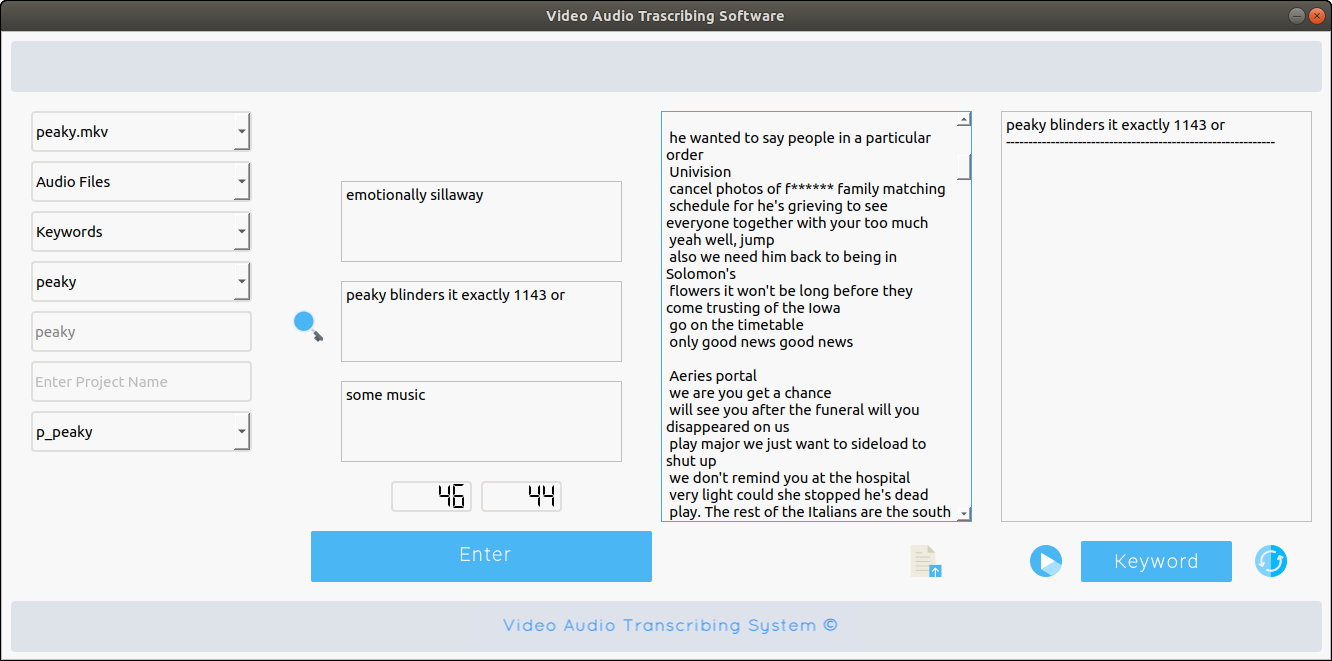 Video Audio Trascribing Software
peaky.mkv
Audio Files
Keywords
peaky
peaky
Enter Project Name
p_peaky
emotionally sillaway
peaky blinders it exactly 1143 or
some music
46
44
Enter
he wanted to say people in a particular
order
Univision
cancel photos of f****** family matching
schedule for he's grieving to see
everyone together with your too much
yeah well, jump
also we need him back to being in
Solomon's
flowers it won't be long before they
come trusting of the Iowa
go on the timetable
only good news good news
Aeries portal
we are you get a chance
will see you after the funeral will you
disappeared on us
play major we just want to sideload to
shut up
we don't remind you at the hospital
very light could she stopped he's dead
play. The rest of the Italians are the south
peaky blinders it exactly 1143 or
------------------------------------------------------------
Keyword
Video Audio Transcribing System ©